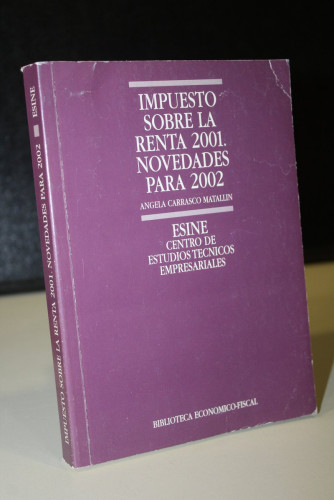 IMPUESTO
SOBRE LA
RENTA 2001.
NOVEDADES
PARA 2002
ANGELA CARRASCO MATALLIN
ESINE
CENTRO DE
ESTUDIOS TECNICOS
EMPRESARIALES
BIBLIOTECA ECONOMICO-FISCAL
IMPUESTO SOBRE LA RENTA 2001. NOVEDADES PARA 2002 ■ ESINE